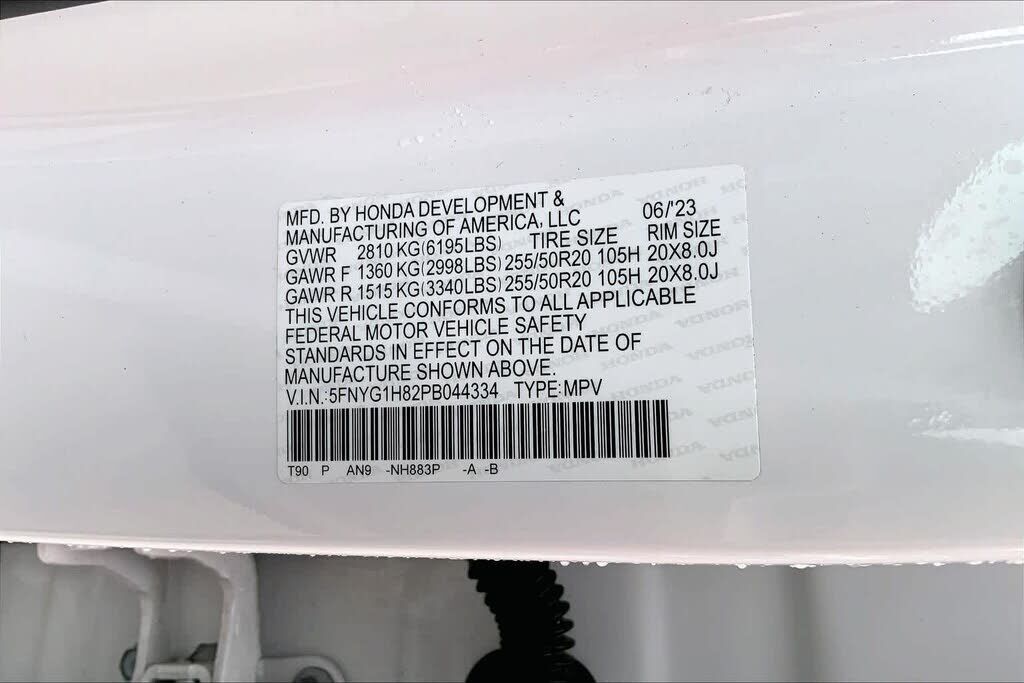 MFD. BY HONDA DEVELOPMENT &
MANUFACTURING OF AMERICA, LLC 06/'23
GVWR 2810 KG(6195LBS) TIRE SIZE RIM SIZE
GAWR F 1360 KG(2998LBS) 255/50R20 105H 20X8.0J
GAWR R 1515 KG(3340LBS) 255/50R20 105H 20X8.0J
THIS VEHICLE CONFORMS TO ALL APPLICABLE
FEDERAL MOTOR VEHICLE SAFETY
STANDARDS IN EFFECT ON THE DATE OF
MANUFACTURE SHOWN ABOVE.
V.I.N.:5FNYG1H82PB044334 TYPE:MPV
T90 P AN9 -NH883P -A -B